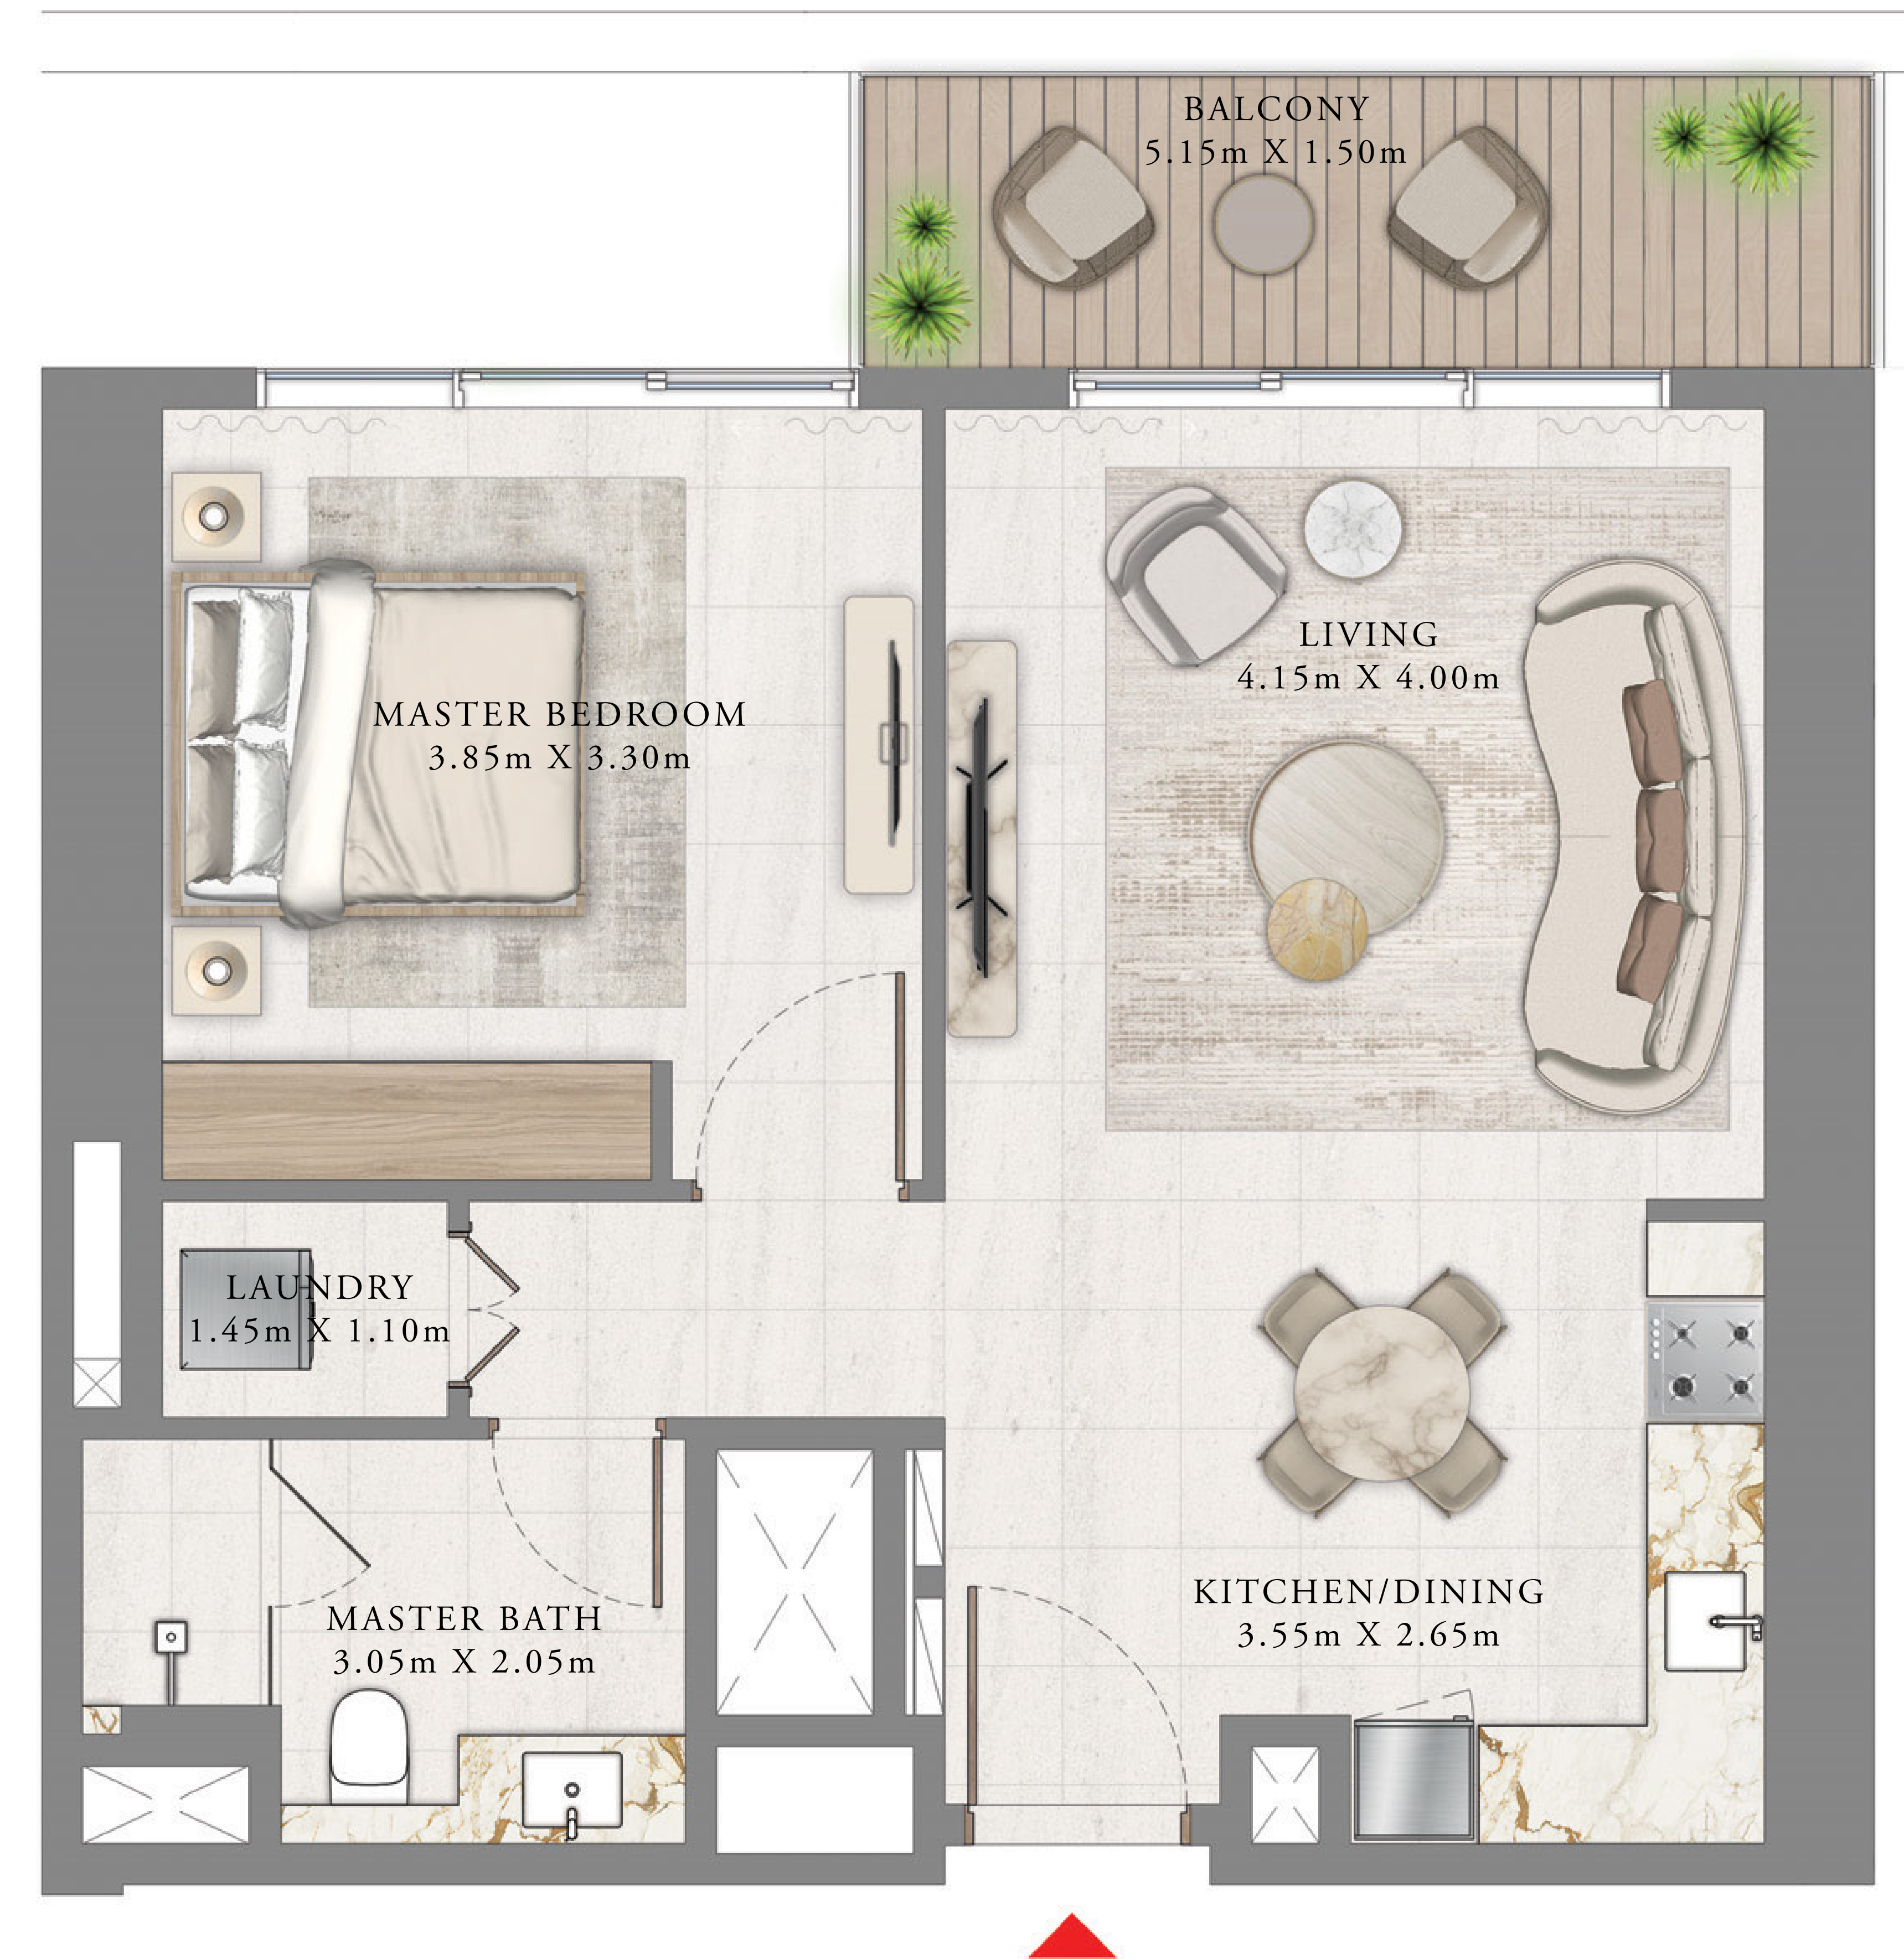 BALCONY
5.15m X 1.50m
LIVING
4.15m X 4.00m
MASTER BEDROOM
3.85m X 3.30m
LAUNDRY
1.45m X 1.10m
KITCHEN/DINING
3.55m X 2.65m
MASTER BATH
3.05m X 2.05m